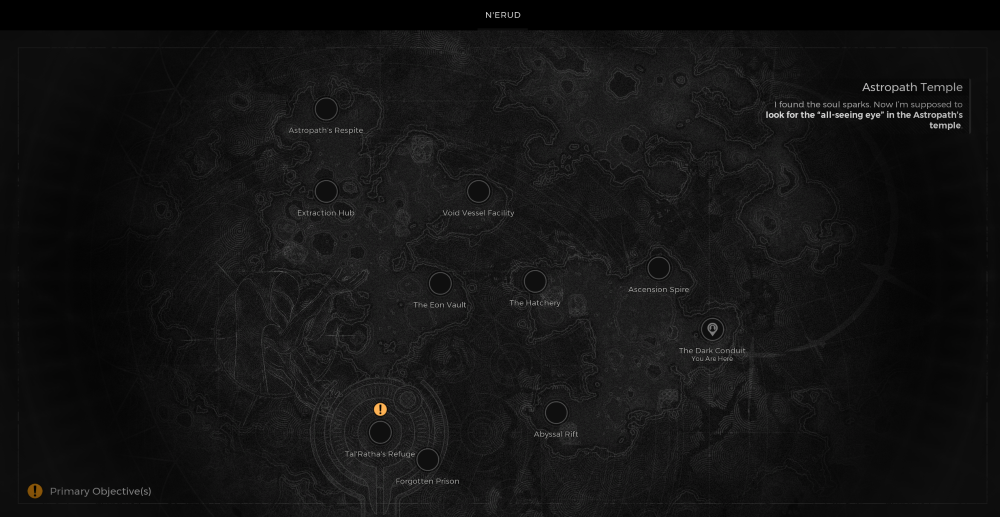 N'ERUD
Astropath Temple
I found the soul sparks. Now I'm supposed to
look for the "all-seeing eye" in the Astropath's
temple.
Astropath's Respite
Extraction Hub
Void Vessel Facility
Ascension Spire
The Eon Vault
The Hatchery
The Dark Conduit
You Are Here
Abyssal Rift
Tal'Ratha's Refuge
Forgotten Prison
Primary Objective(s)